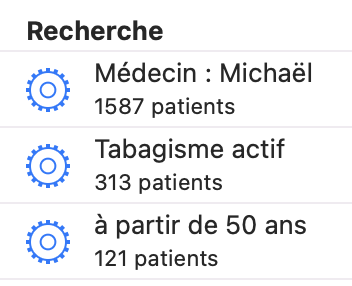 Recherche
Médecin : Michaël
1587 patients
Tabagisme actif
313 patients
à partir de 50 ans
121 patients